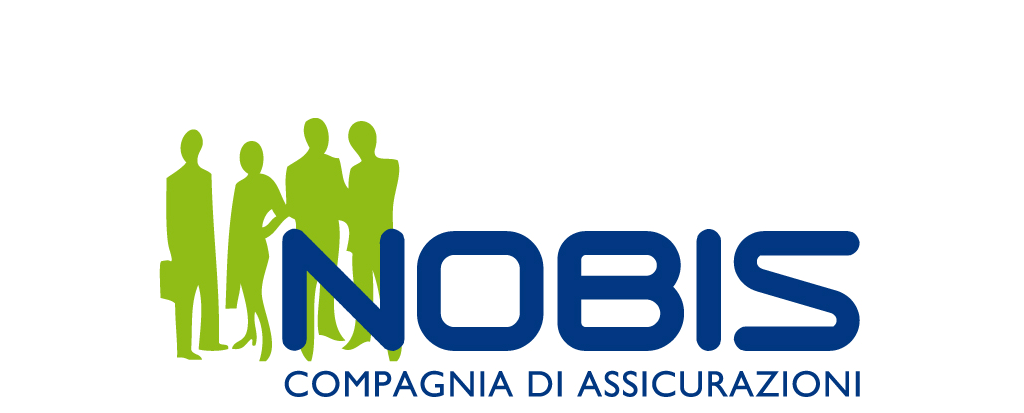 NOBIS
COMPAGNIA DI ASSICURAZIONI